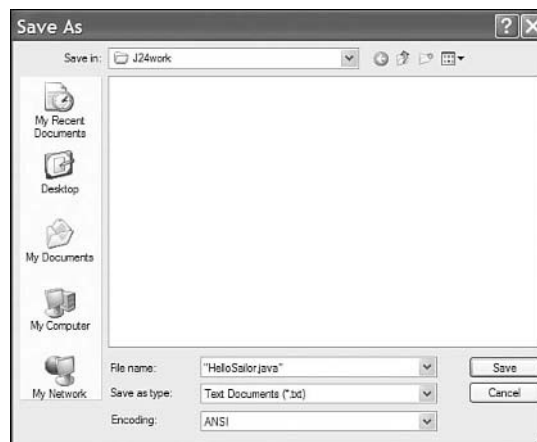 Save As
Save in:
J24work
My Recent
Documents
Desktop
My Documents
My Computer
My Network
File name:
"HelloSailor.java"
Save
Save as type:
Text Documents (*.txt)
Cancel
Encoding:
ANSI